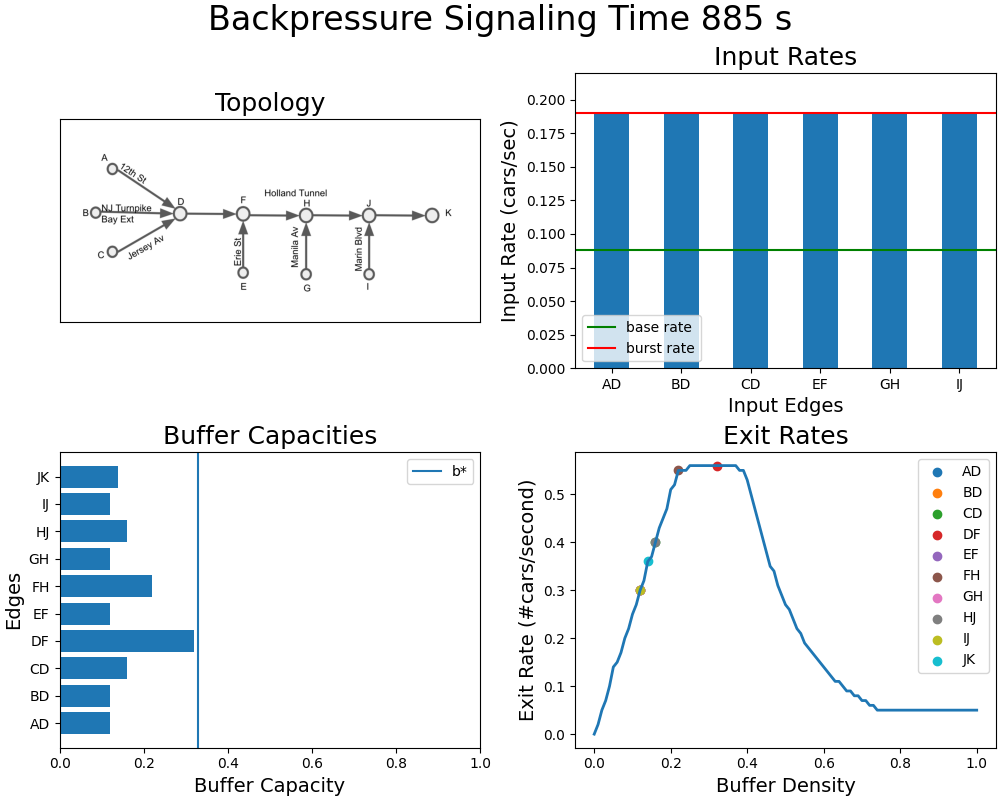 Backpressure Signaling Time 885 s
Topology
A
12th St
B
NJ Turnpike
Bay Ext
C
Jersey Av
D
F
Holland Tunnel
H
J
K
Erie St
Manila Av
Marin Blvd
E
G
I
Input Rates
Input Rate (cars/sec)
0.200
0.175
0.150
0.125
0.100
0.075
0.050
0.025
0.000
base rate
burst rate
AD BD CD EF GH IJ
Input Edges
Buffer Capacities
Edges
JK
IJ
HJ
GH
FH
EF
DF
CD
BD
AD
b*
0.0 0.2 0.4 0.6 0.8 1.0
Buffer Capacity
Exit Rates
Exit Rate (#cars/second)
0.5
0.4
0.3
0.2
0.1
0.0
AD
BD
CD
DF
EF
FH
GH
HJ
IJ
JK
0.0 0.2 0.4 0.6 0.8 1.0
Buffer Density